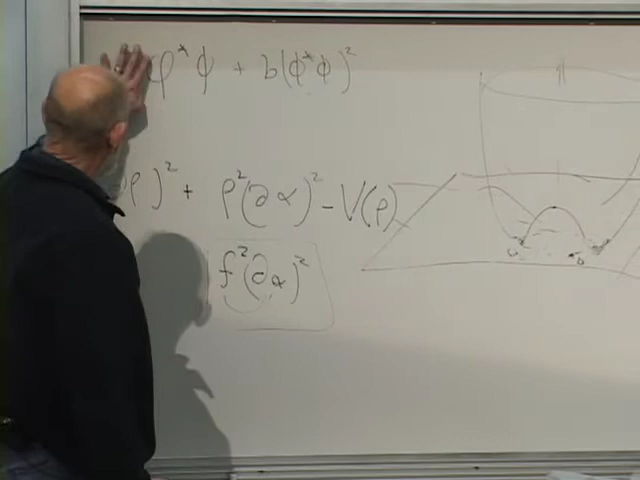 φ*ϕ + b(ϕ*ϕ)²
ρ)² + ρ²(∂α)² - V(ρ)
f²(∂α)²